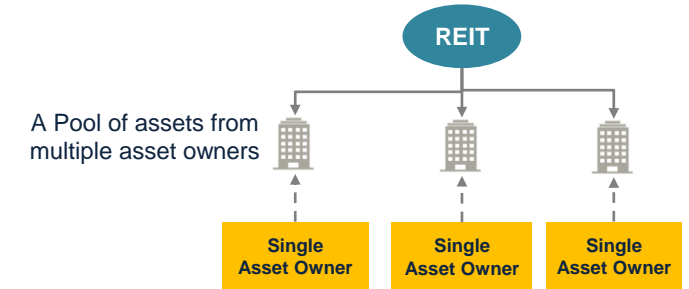 REIT
A Pool of assets from
multiple asset owners
Single
Asset Owner
Single
Asset Owner
Single
Asset Owner